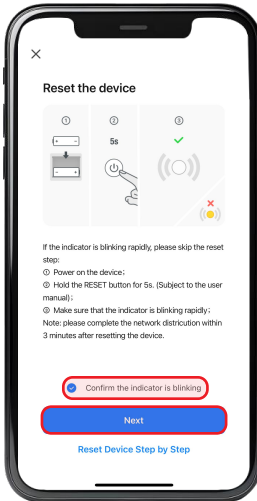 Reset the device
① ② ③
5s
If the indicator is blinking rapidly, please skip the reset
step:
① Power on the device;
② Hold the RESET button for 5s. (Subject to the user
manual);
③ Make sure that the indicator is blinking rapidly;
Note: please complete the network districution within
3 minutes after resetting the device.
Confirm the indicator is blinking
Next
Reset Device Step by Step